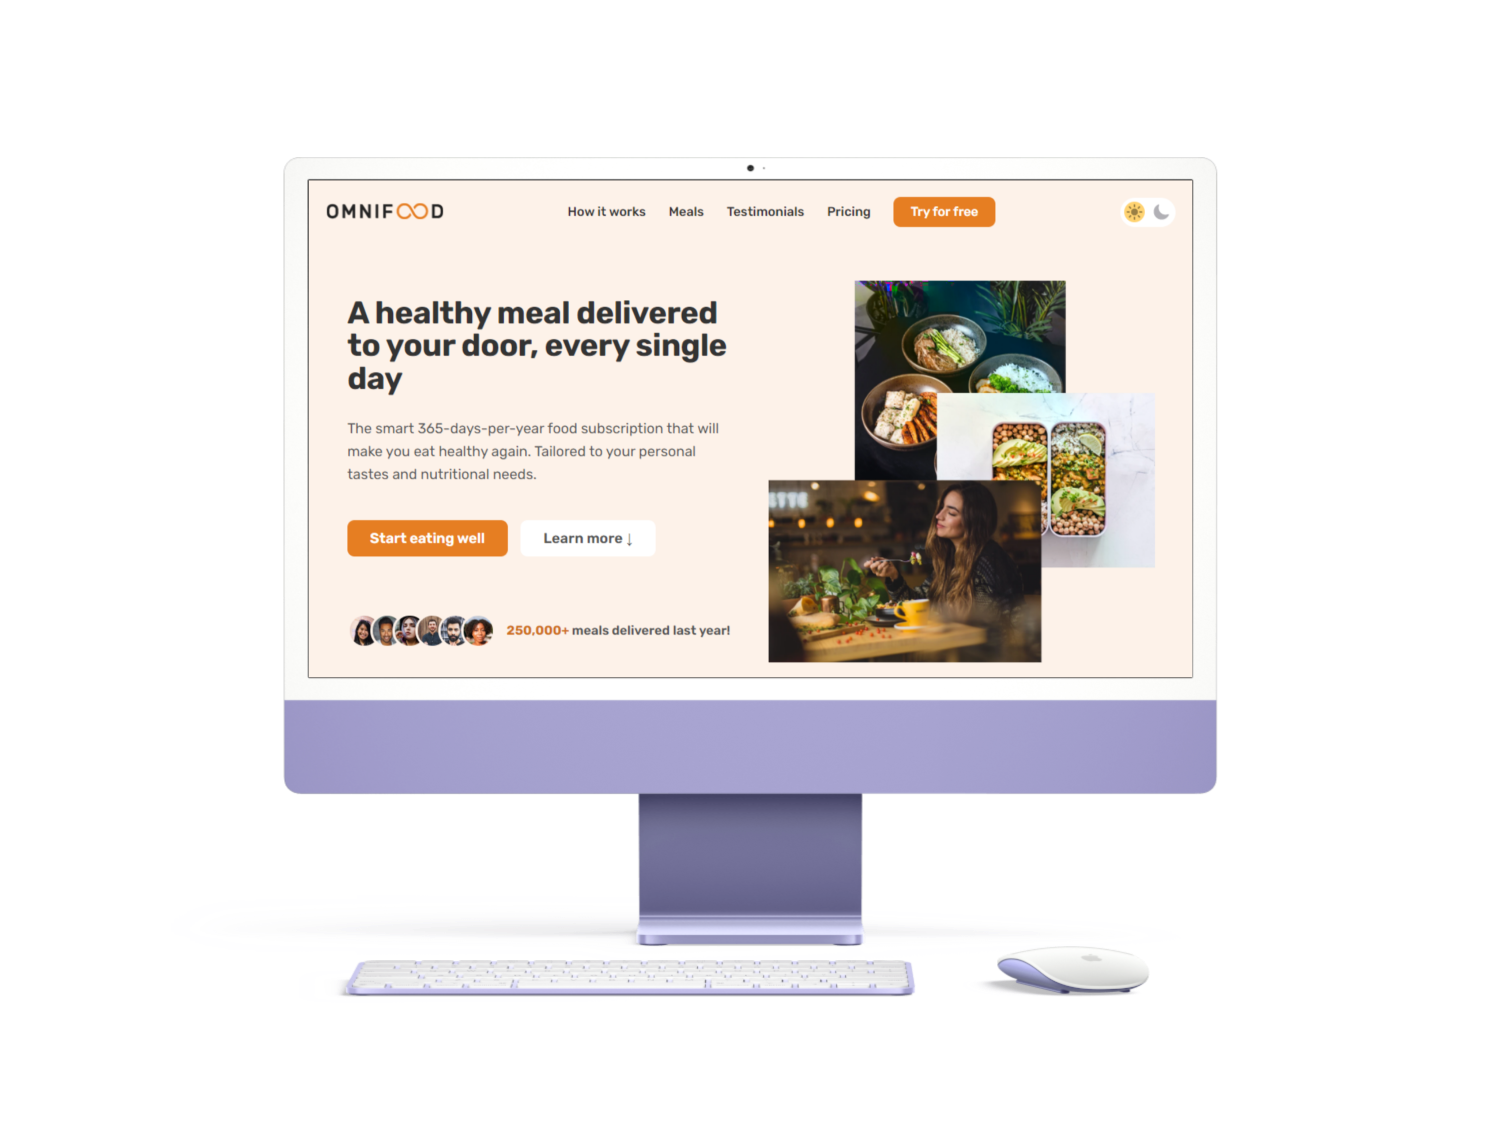 OMNIFOOD
How it works
Meals
Testimonials
Pricing
Try for free
A healthy meal delivered
to your door, every single
day
The smart 365-days-per-year food subscription that will
make you eat healthy again. Tailored to your personal
tastes and nutritional needs.
Start eating well
Learn more ↓
250,000+ meals delivered last year!